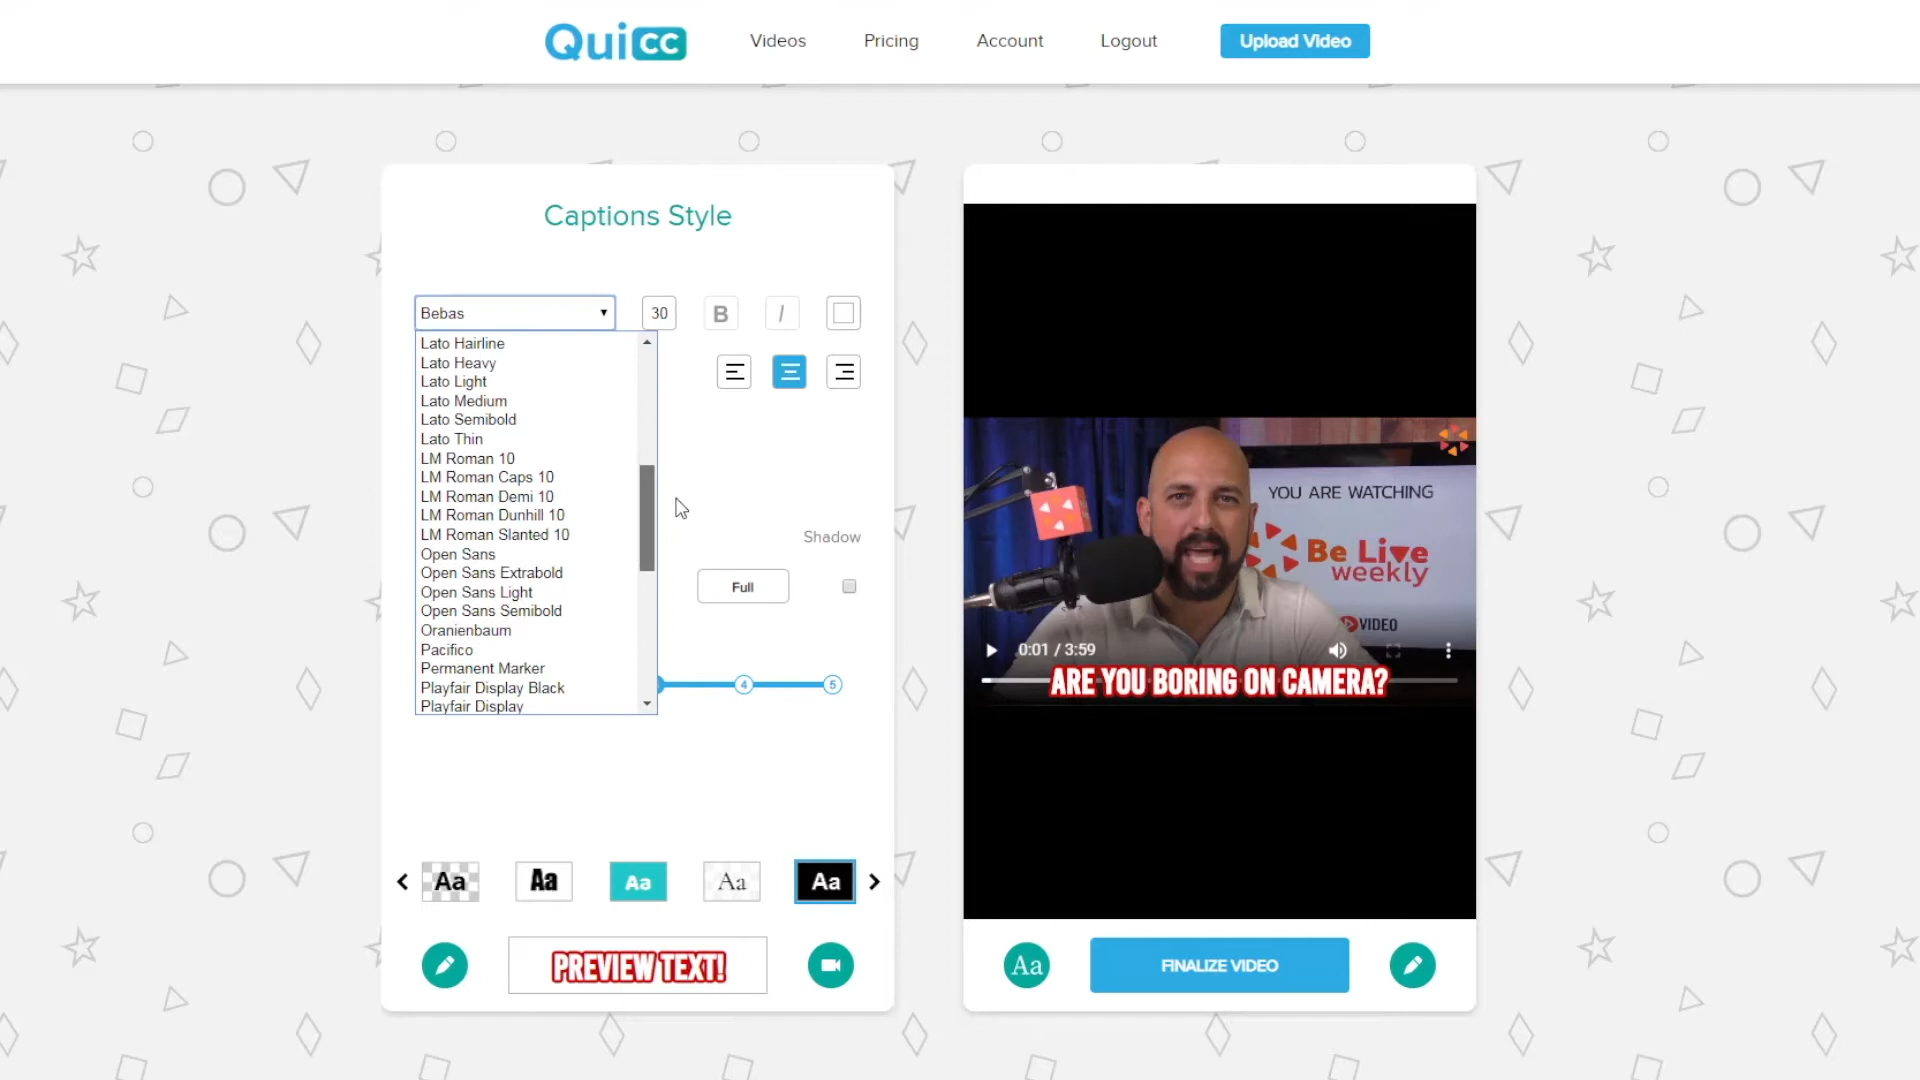 Quicc
Videos
Pricing
Account
Logout
Upload Video
Captions Style
Bebas
30
B
I
Lato Hairline
Lato Heavy
Lato Light
Lato Medium
Lato Semibold
Lato Thin
LM Roman 10
LM Roman Caps 10
LM Roman Demi 10
LM Roman Dunhill 10
LM Roman Slanted 10
Open Sans
Open Sans Extrabold
Open Sans Light
Open Sans Semibold
Oranienbaum
Pacifico
Permanent Marker
Playfair Display Black
Playfair Display
Shadow
Full
4
5
Aa
Aa
Aa
Aa
Aa
PREVIEW TEXT!
YOU ARE WATCHING
Be Live
weekly
VIDEO
0:01 / 3:59
ARE YOU BORING ON CAMERA?
Aa
FINALIZE VIDEO